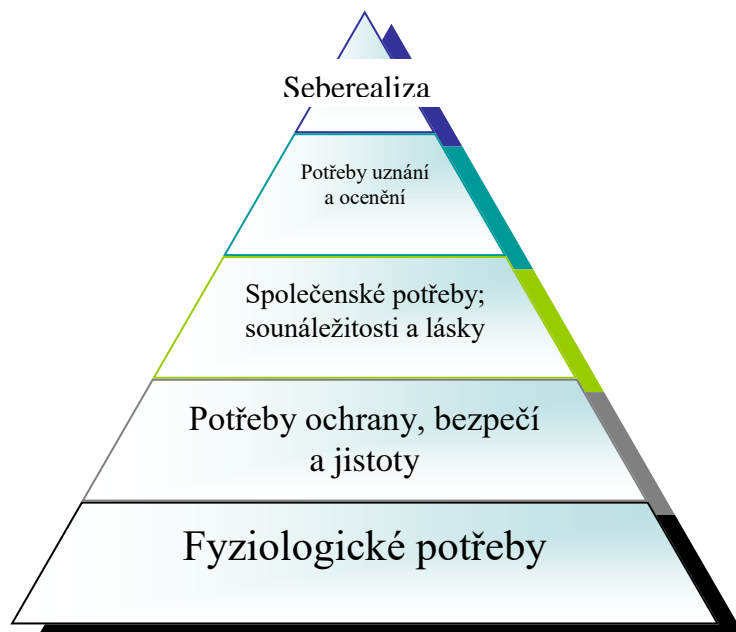 Seberealiza
Potřeby uznání
a ocenění
Společenské potřeby;
sounáležitosti a lásky
Potřeby ochrany, bezpečí
a jistoty
Fyziologické potřeby